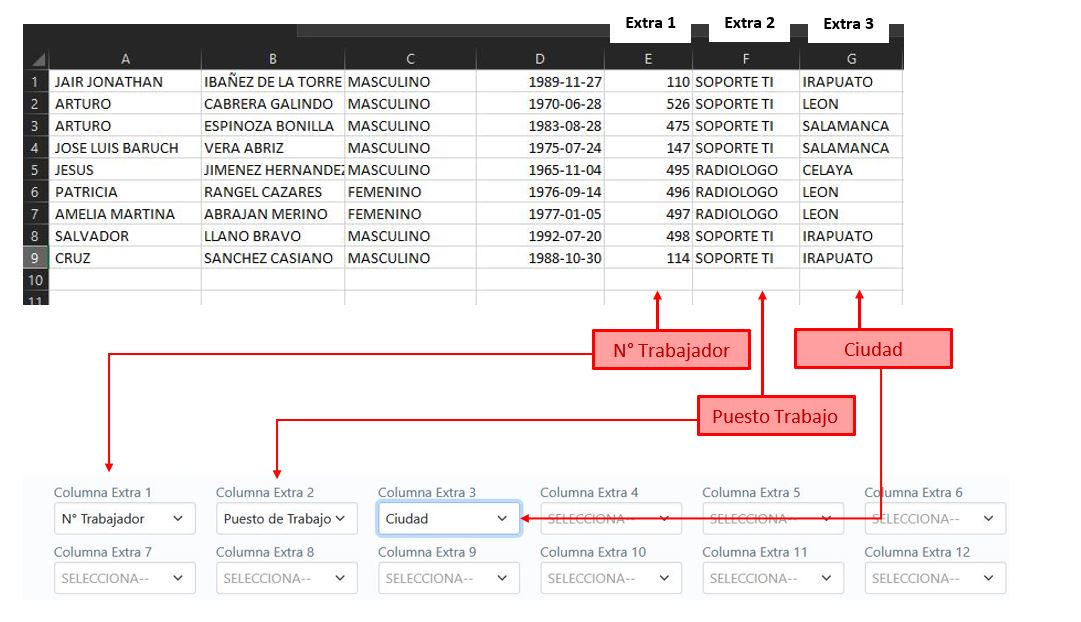 Extra 1 Extra 2 Extra 3
A B C D E F G
1 JAIR JONATHAN IBAÑEZ DE LA TORRE MASCULINO 1989-11-27 110 SOPORTE TI IRAPUATO
2 ARTURO CABRERA GALINDO MASCULINO 1970-06-28 526 SOPORTE TI LEON
3 ARTURO ESPINOZA BONILLA MASCULINO 1983-08-28 475 SOPORTE TI SALAMANCA
4 JOSE LUIS BARUCH VERA ABRIZ MASCULINO 1975-07-24 147 SOPORTE TI SALAMANCA
5 JESUS JIMENEZ HERNANDEZ MASCULINO 1965-11-04 495 RADIOLOGO CELAYA
6 PATRICIA RANGEL CAZARES FEMENINO 1976-09-14 496 RADIOLOGO LEON
7 AMELIA MARTINA ABRAJAN MERINO FEMENINO 1977-01-05 497 RADIOLOGO LEON
8 SALVADOR LLANO BRAVO MASCULINO 1992-07-20 498 SOPORTE TI IRAPUATO
9 CRUZ SANCHEZ CASIANO MASCULINO 1988-10-30 114 SOPORTE TI IRAPUATO
10
11
N° Trabajador Ciudad
Puesto Trabajo
Columna Extra 1 Columna Extra 2 Columna Extra 3 Columna Extra 4 Columna Extra 5 Columna Extra 6
N° Trabajador Puesto de Trabajo Ciudad SELECCIONA-- SELECCIONA-- SELECCIONA--
Columna Extra 7 Columna Extra 8 Columna Extra 9 Columna Extra 10 Columna Extra 11 Columna Extra 12
SELECCIONA-- SELECCIONA-- SELECCIONA-- SELECCIONA-- SELECCIONA-- SELECCIONA--